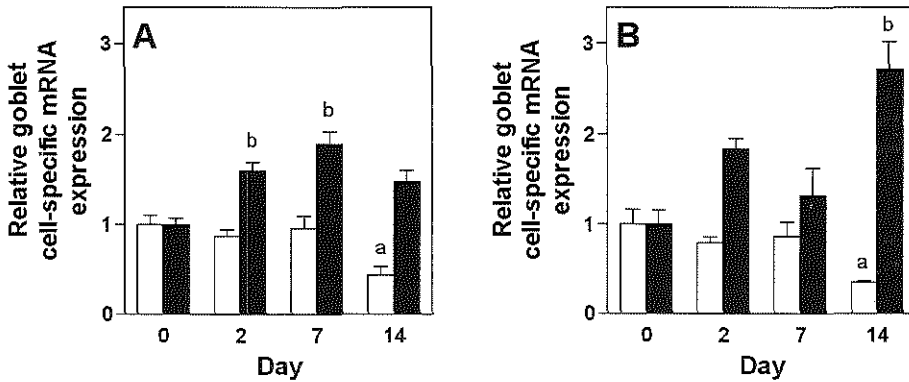 A
Relative goblet
cell-specific mRNA
expression
3
2
1
0
b
b
a
0 2 7 14
Day
B
Relative goblet
cell-specific mRNA
expression
3
2
1
0
b
a
0 2 7 14
Day